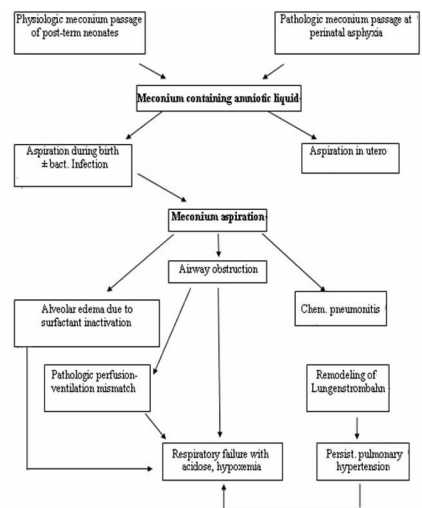 Physiologic meconium passage
of post-term neonates
Pathologic meconium passage at
perinatal asphyxia
Meconium containing amniotic liquid
Aspiration during birth
± bact. Infection
Aspiration in utero
Meconium aspiration
Airway obstruction
Alveolar edema due to
surfactant inactivation
Chem. pneumonitis
Pathologic perfusion-
ventilation mismatch
Remodeling of
Lungenstrombahn
Respiratory failure with
acidose, hypoxemia
Persist. pulmonary
hypertension